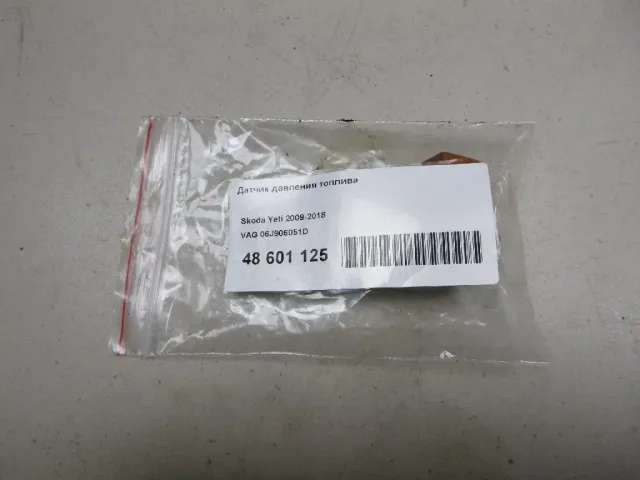 Датчик давления топлива
Skoda Yeti 2009-2018
VAG 06J906051D
48 601 125